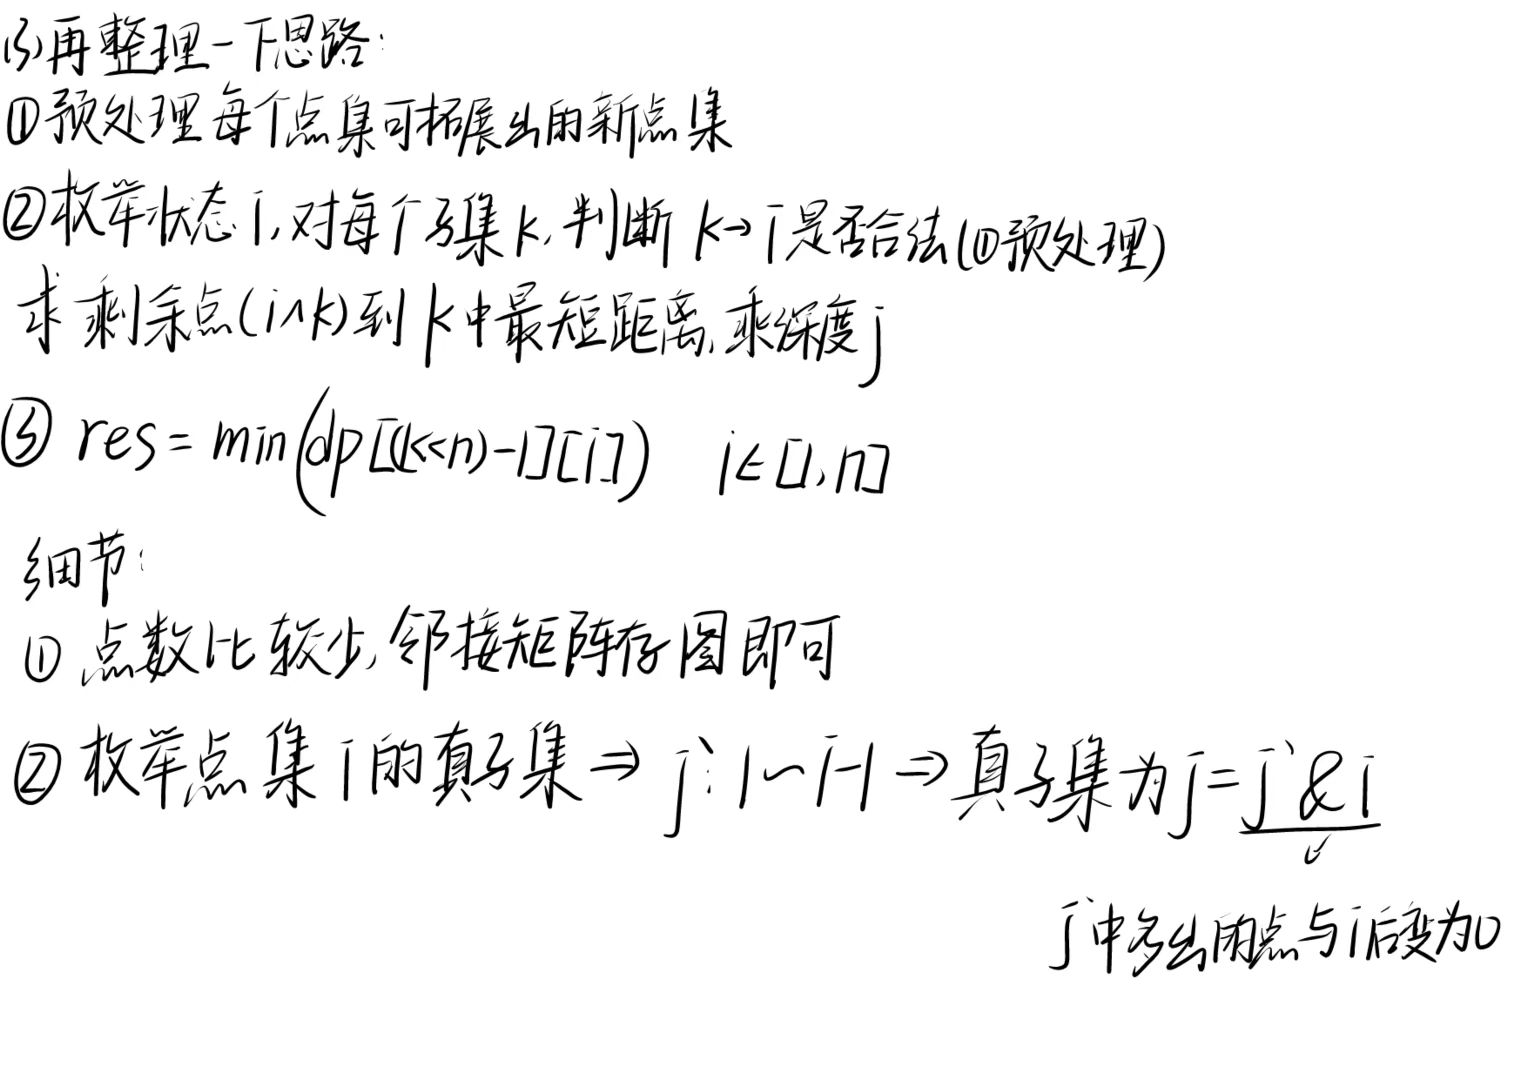 (3)再整理一下思路:
①预处理每个点集可拓展出的新点集
②枚举状态i,对每个子集k,判断k→i是否合法(①预处理)
求剩余点(i∧k)到k中最短距离,乘深度j
③ res=min(dp[(1<<n)-1][i]) i∈[1,n]
细节:
① 点数比较少,邻接矩阵存图即可
② 枚举点集i的真子集⇒j`:1~i-1⇒真子集为j=j`&i
j`中多出的点与i后变为0